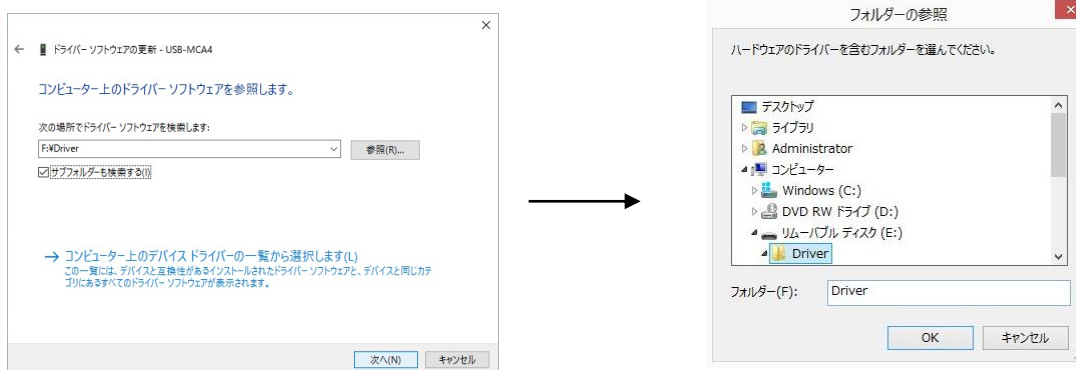 ドライバー ソフトウェアの更新 - USB-MCA4
コンピューター上のドライバー ソフトウェアを参照します。
次の場所でドライバー ソフトウェアを検索します:
F:¥Driver
参照(R)...
サブフォルダーも検索する(I)
コンピューター上のデバイス ドライバーの一覧から選択します(L)
この一覧には、デバイスと互換性があるインストールされたドライバー ソフトウェアと、デバイスと同じカテ
ゴリにあるすべてのドライバー ソフトウェアが表示されます。
次へ(N)
キャンセル
フォルダーの参照
ハードウェアのドライバーを含むフォルダーを選んでください。
デスクトップ
ライブラリ
Administrator
コンピューター
Windows (C:)
DVD RW ドライブ (D:)
リムーバブル ディスク (E:)
Driver
フォルダー(F):
Driver
OK
キャンセル